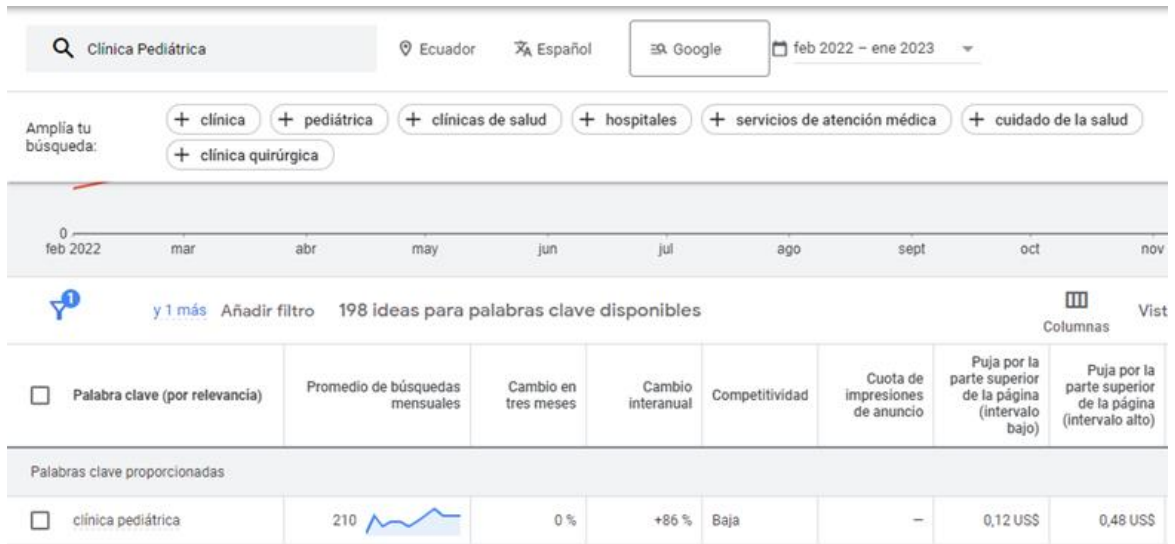 Clínica Pediátrica
Ecuador
Español
Google
feb 2022 – ene 2023
Amplía tu
búsqueda:
+ clínica
+ pediátrica
+ clínicas de salud
+ hospitales
+ servicios de atención médica
+ cuidado de la salud
+ clínica quirúrgica
0
feb 2022 mar abr may jun jul ago sept oct nov
1
y 1 más Añadir filtro 198 ideas para palabras clave disponibles
Columnas
Vist
Palabra clave (por relevancia)
Promedio de búsquedas
mensuales
Cambio en
tres meses
Cambio
interanual
Competitividad
Cuota de
impresiones
de anuncio
Puja por la
parte superior
de la página
(intervalo
bajo)
Puja por la
parte superior
de la página
(intervalo alto)
Palabras clave proporcionadas
clínica pediátrica 210 0 % +86 % Baja – 0,12 US$ 0,48 US$